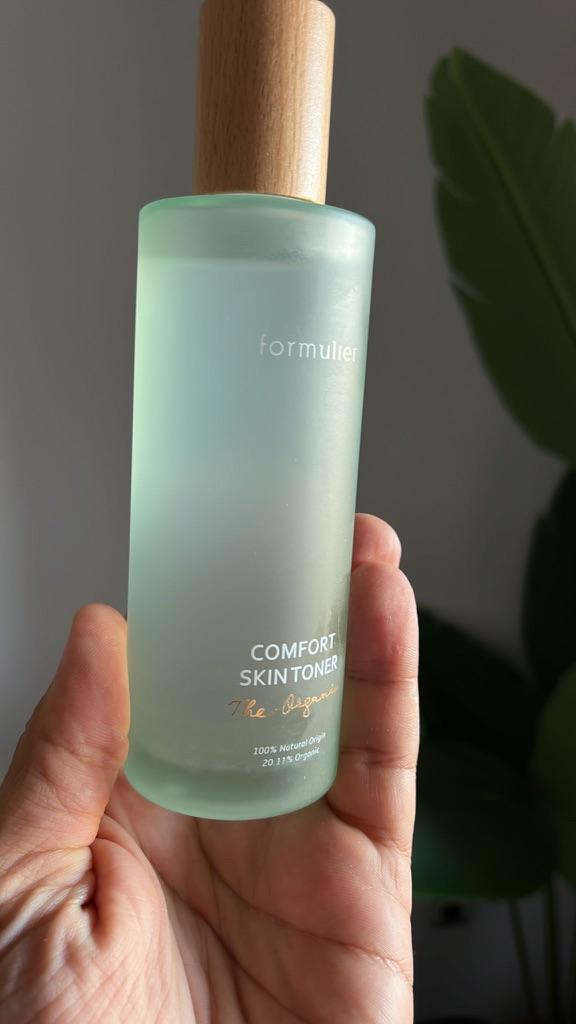 formulier
COMFORT
SKIN TONER
The Organic
100% Natural Origin
20.11% Organic